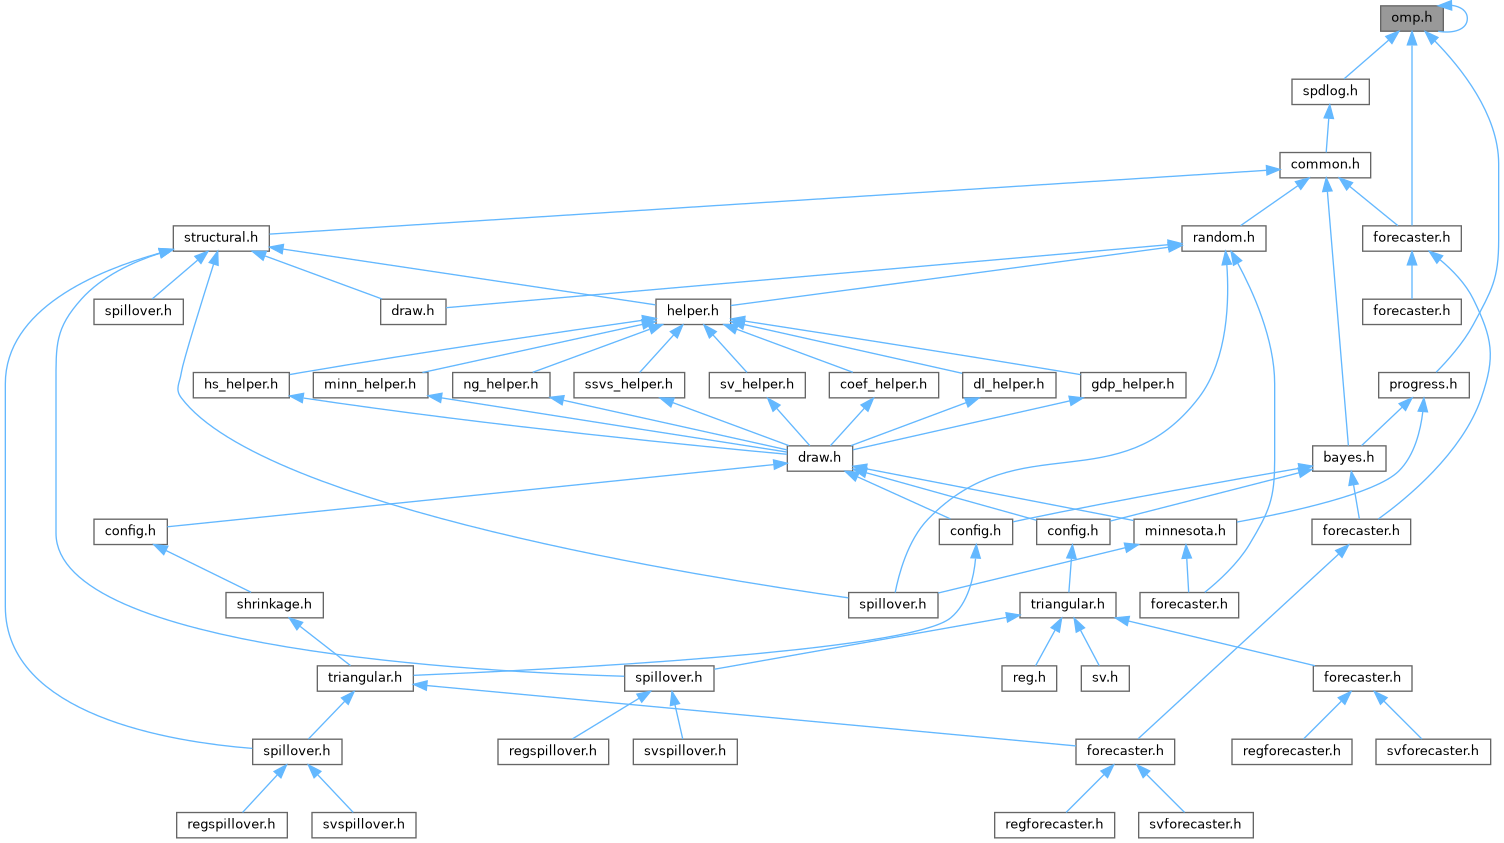 omp.h
spdlog.h
common.h
structural.h
random.h
forecaster.h
spillover.h
draw.h
helper.h
forecaster.h
hs_helper.h
minn_helper.h
ng_helper.h
ssvs_helper.h
sv_helper.h
coef_helper.h
dl_helper.h
gdp_helper.h
progress.h
draw.h
bayes.h
config.h
config.h
config.h
minnesota.h
forecaster.h
shrinkage.h
spillover.h
triangular.h
forecaster.h
triangular.h
spillover.h
reg.h
sv.h
forecaster.h
spillover.h
regspillover.h
svspillover.h
forecaster.h
regforecaster.h
svforecaster.h
regspillover.h
svspillover.h
regforecaster.h
svforecaster.h